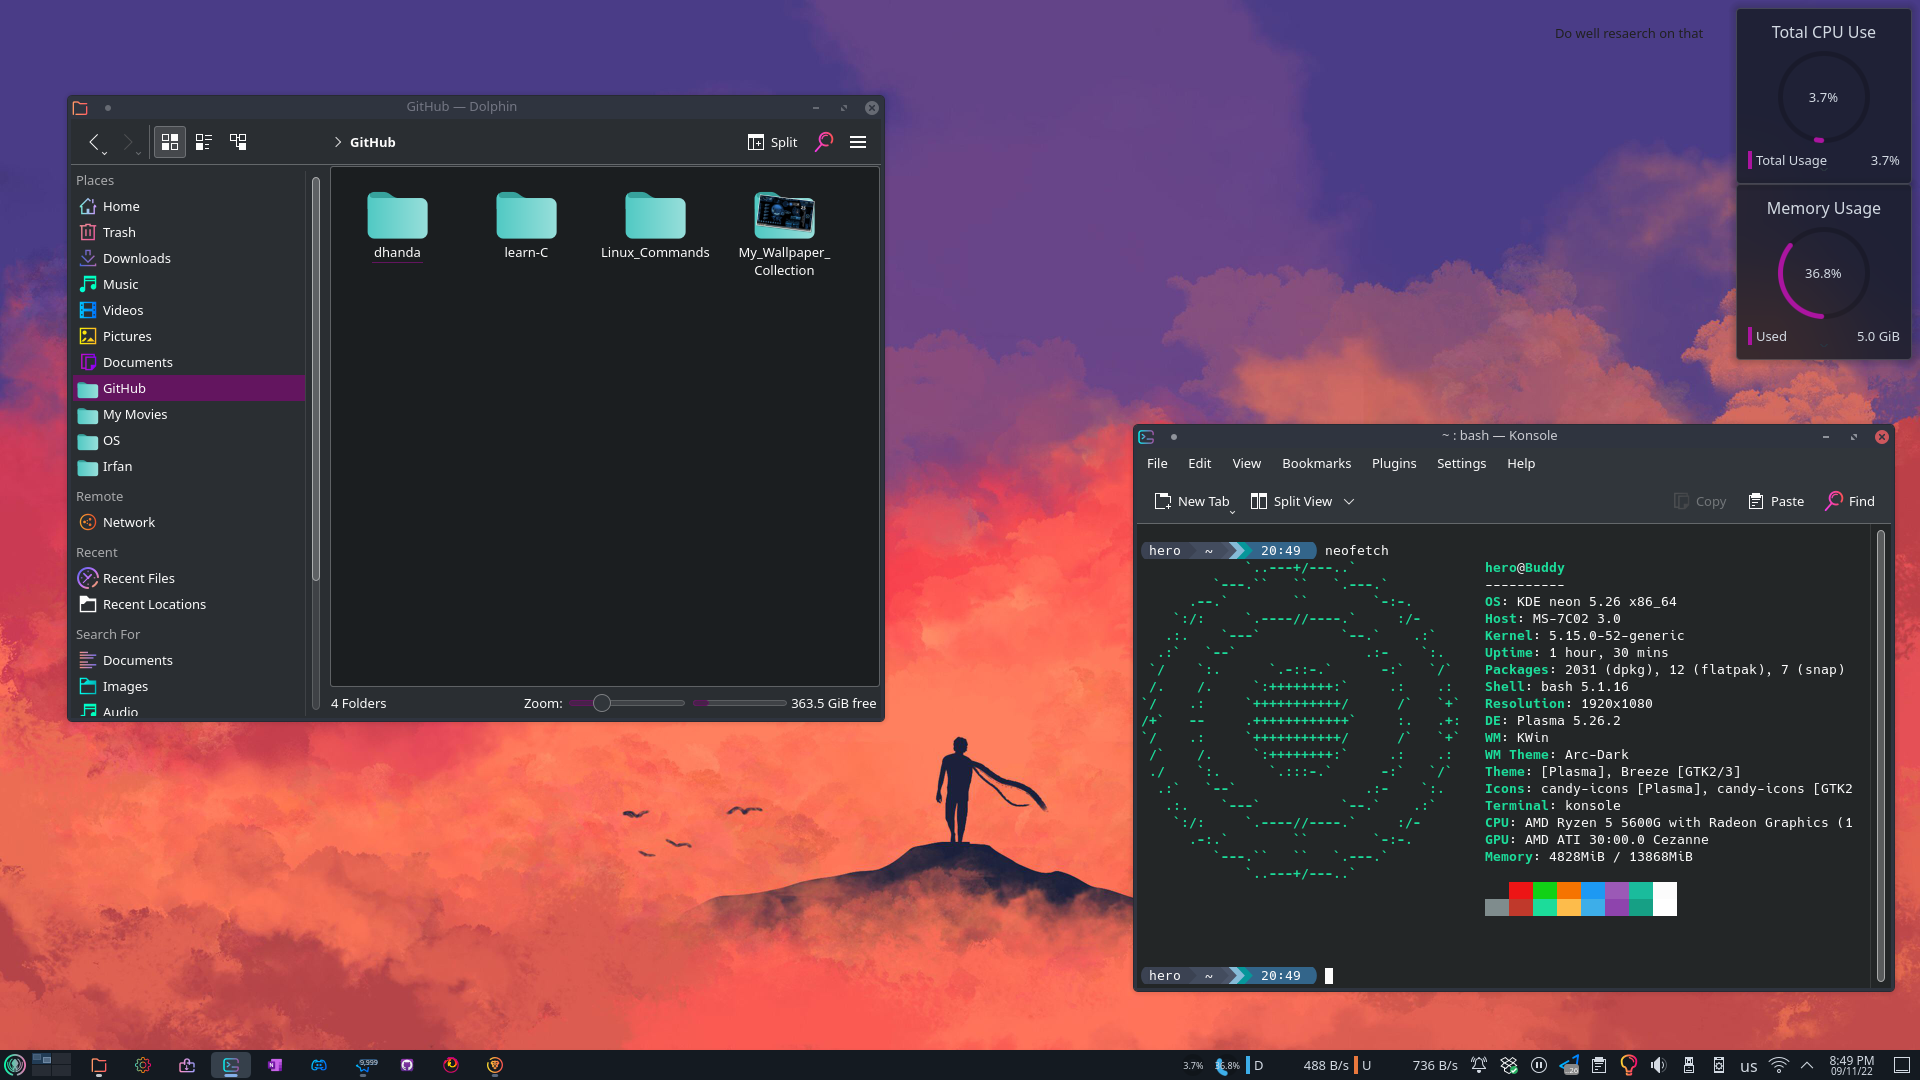 Do well resaerch on that
Total CPU Use
3.7%
Total Usage 3.7%
Memory Usage
36.8%
Used 5.0 GiB
GitHub — Dolphin
GitHub
Split
Places
Home
Trash
Downloads
Music
Videos
Pictures
Documents
GitHub
My Movies
OS
Irfan
Remote
Network
Recent
Recent Files
Recent Locations
Search For
Documents
Images
Audio
dhanda
learn-C
Linux_Commands
My_Wallpaper_
Collection
4 Folders
Zoom:
363.5 GiB free
~ : bash — Konsole
File Edit View Bookmarks Plugins Settings Help
New Tab Split View Copy Paste Find
hero ~ 20:49 neofetch
hero@Buddy
----------
OS: KDE neon 5.26 x86_64
Host: MS-7C02 3.0
Kernel: 5.15.0-52-generic
Uptime: 1 hour, 30 mins
Packages: 2031 (dpkg), 12 (flatpak), 7 (snap)
Shell: bash 5.1.16
Resolution: 1920x1080
DE: Plasma 5.26.2
WM: KWin
WM Theme: Arc-Dark
Theme: [Plasma], Breeze [GTK2/3]
Icons: candy-icons [Plasma], candy-icons [GTK2
Terminal: konsole
CPU: AMD Ryzen 5 5600G with Radeon Graphics (1
GPU: AMD ATI 30:00.0 Cezanne
Memory: 4828MiB / 13868MiB
hero ~ 20:49
9,999
3.7% 36.8% D 488 B/s U 736 B/s
26
us
8:49 PM
09/11/22